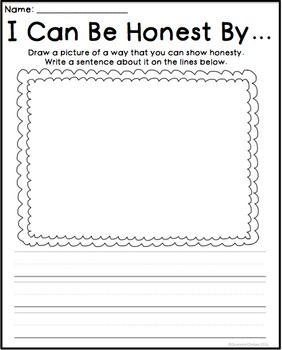 Name:
I Can Be Honest By...
Draw a picture of a way that you can show honesty.
Write a sentence about it on the lines below.